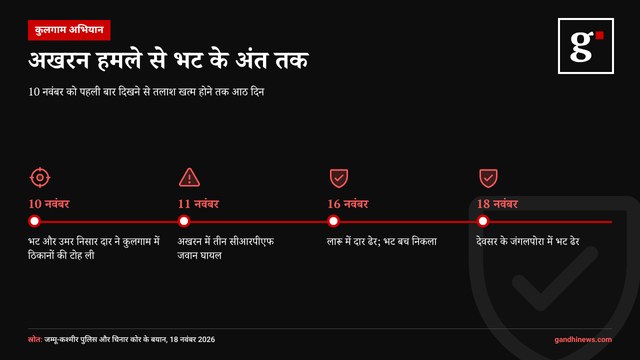 कुलगाम अभियान
अखरन हमले से भट के अंत तक
10 नवंबर को पहली बार दिखने से तलाश खत्म होने तक आठ दिन
g
10 नवंबर
भट और उमर निसार दार ने कुलगाम में
ठिकानों की टोह ली
11 नवंबर
अखरन में तीन सीआरपीएफ
जवान घायल
16 नवंबर
लारू में दार ढेर; भट बच निकला
18 नवंबर
देवसर के जंगलपोरा में भट ढेर
स्रोत: जम्मू-कश्मीर पुलिस और चिनार कोर के बयान, 18 नवंबर 2026
gandhinews.com